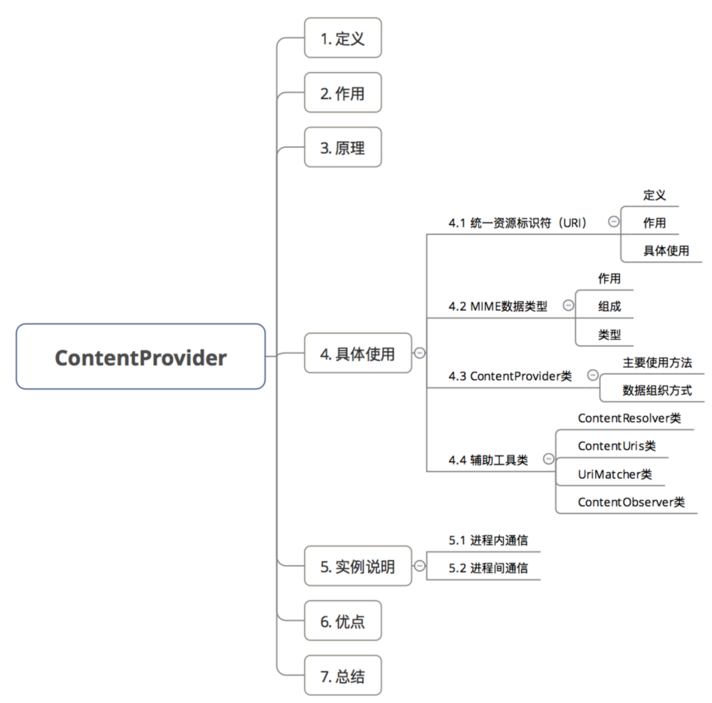 ContentProvider
1. 定义
2. 作用
3. 原理
4. 具体使用
4.1 统一资源标识符（URI）
定义
作用
具体使用
4.2 MIME数据类型
作用
组成
类型
4.3 ContentProvider类
主要使用方法
数据组织方式
4.4 辅助工具类
ContentResolver类
ContentUris类
UriMatcher类
ContentObserver类
5. 实例说明
5.1 进程内通信
5.2 进程间通信
6. 优点
7. 总结